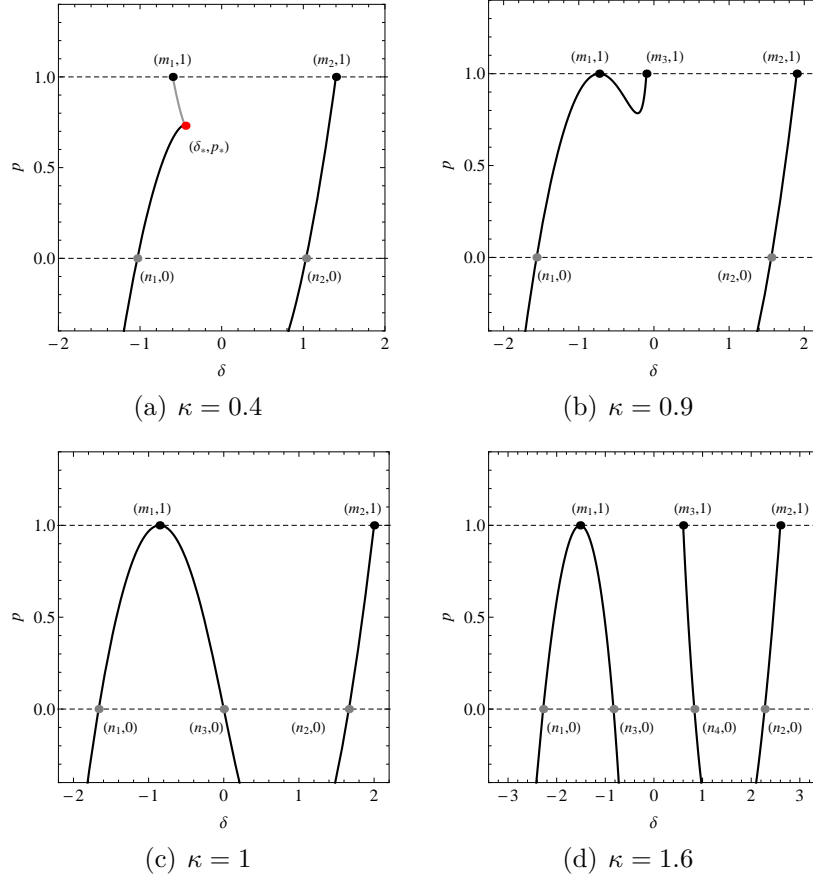 (m1,1) (m2,1)
1.0
(δ*,p*)
p 0.5
0.0
(n1,0) (n2,0)
−2 −1 0 1 2
δ
(a) κ = 0.4
(m1,1) (m3,1) (m2,1)
1.0
p 0.5
0.0
(n1,0) (n2,0)
−2 −1 0 1 2
δ
(b) κ = 0.9
(m1,1) (m2,1)
1.0
p 0.5
0.0
(n1,0) (n3,0) (n2,0)
−2 −1 0 1 2
δ
(c) κ = 1
(m1,1) (m3,1) (m2,1)
1.0
p 0.5
0.0
(n1,0) (n3,0) (n4,0) (n2,0)
−3 −2 −1 0 1 2 3
δ
(d) κ = 1.6